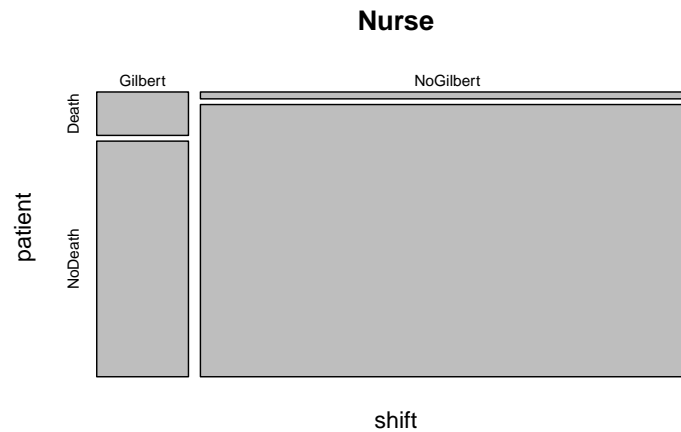 Nurse
Gilbert NoGilbert
Death
NoDeath
patient
shift